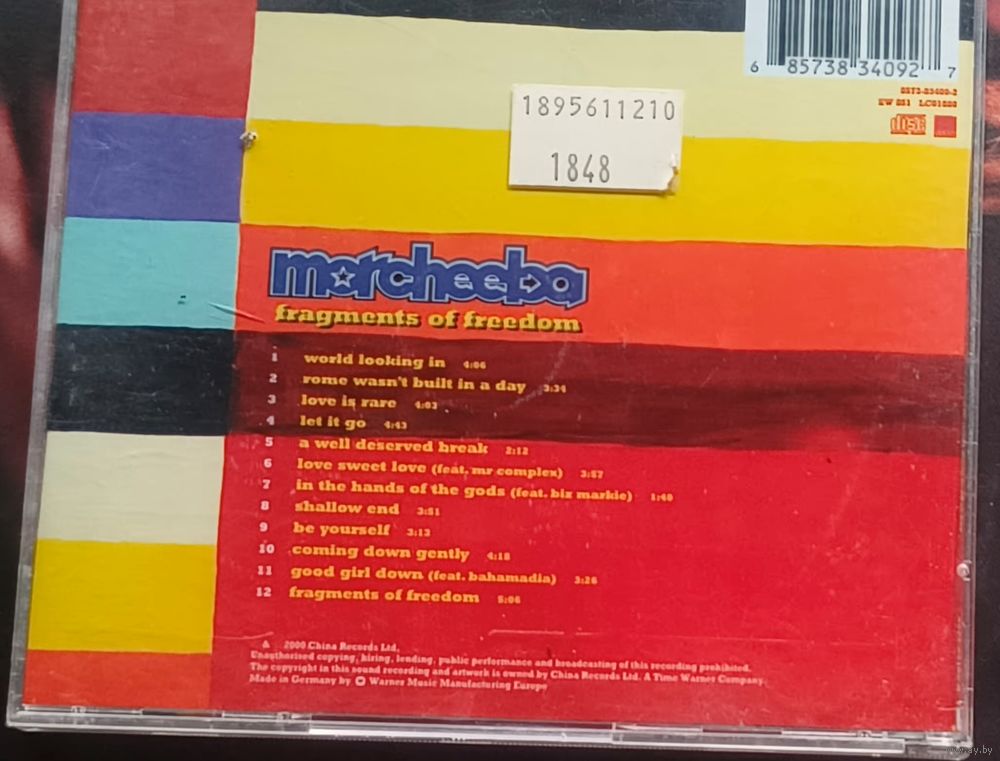 6 85738 34092 7
8573-83409-2
EW 851 LC01800
disc
1895611210
1848
morcheeba
fragments of freedom
1 world looking in 4:06
2 rome wasn't built in a day 3:34
3 love is rare 4:03
4 let it go 4:43
5 a well deserved break 2:12
6 love sweet love (feat. mr complex) 3:57
7 in the hands of the gods (feat. biz markie) 1:40
8 shallow end 3:51
9 be yourself 3:13
10 coming down gently 4:18
11 good girl down (feat. bahamadia) 3:26
12 fragments of freedom 5:06
2000 China Records Ltd.
Unauthorised copying, hiring, lending, public performance and broadcasting of this recording prohibited.
The copyright in this sound recording and artwork is owned by China Records Ltd. A Time Warner Company.
Made in Germany by Warner Music Manufacturing Europe